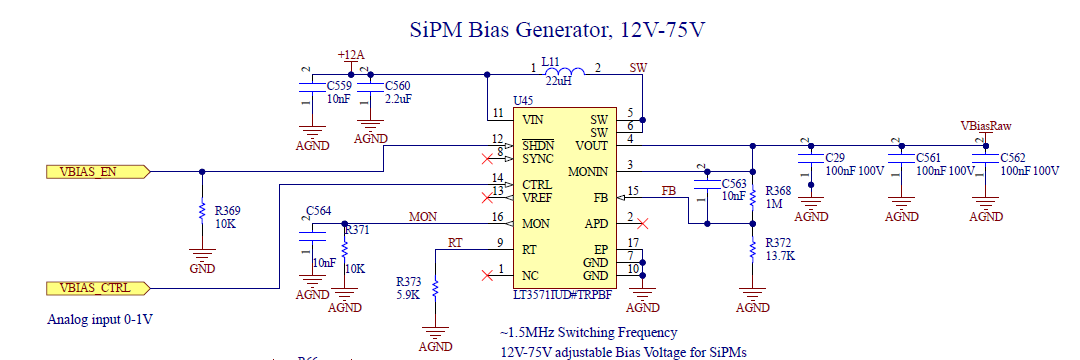 SiPM Bias Generator, 12V-75V
+12A
L11
1
2
SW
22uH
2
C559
10nF
1
2
C560
2.2uF
1
AGND
AGND
U45
11
VIN
SW
5
SW
6
12
SHDN
VOUT
4
8
SYNC
MONIN
3
14
CTRL
13
VREF
FB
15
FB
16
MON
MON
APD
2
9
RT
RT
EP
17
GND
7
1
NC
GND
10
LT3571IUD#TRPBF
AGND
VBIAS_EN
R369
10K
GND
VBIAS_CTRL
Analog input 0-1V
C564
2
1
10nF
AGND
R371
10K
AGND
R373
5.9K
AGND
2
C563
10nF
1
R368
1M
R372
13.7K
AGND
VBiasRaw
2
C29
100nF 100V
1
AGND
2
C561
100nF 100V
1
AGND
2
C562
100nF 100V
1
AGND
~1.5MHz Switching Frequency
12V-75V adjustable Bias Voltage for SiPMs